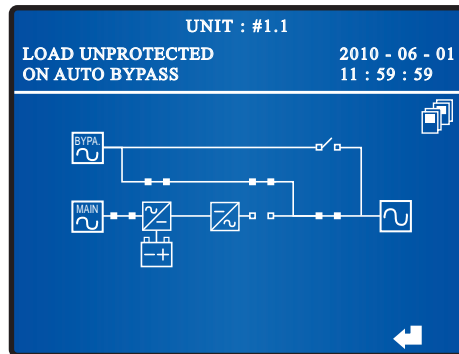 UNIT : #1.1
LOAD UNPROTECTED 2010 - 06 - 01
ON AUTO BYPASS 11 : 59 : 59
BYPA.
MAIN